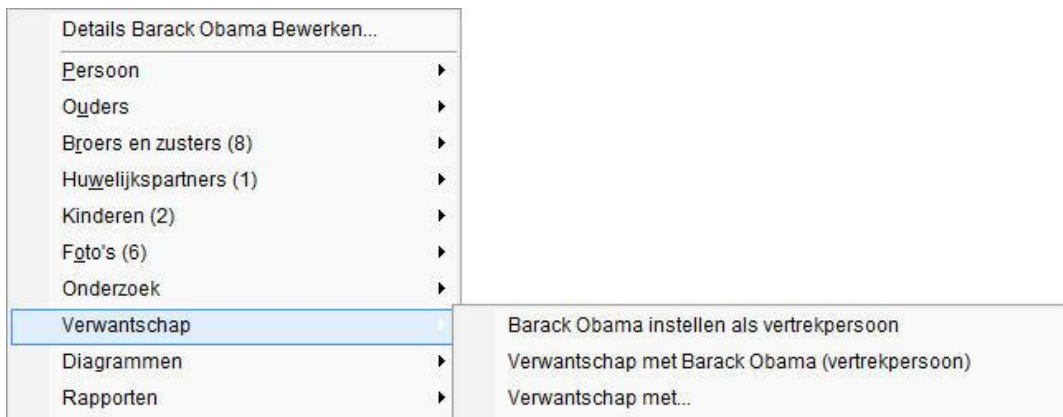 Details Barack Obama Bewerken...
Persoon
Ouders
Broers en zusters (8)
Huwelijkspartners (1)
Kinderen (2)
Foto's (6)
Onderzoek
Verwantschap
Diagrammen
Rapporten
Barack Obama instellen als vertrekpersoon
Verwantschap met Barack Obama (vertrekpersoon)
Verwantschap met...